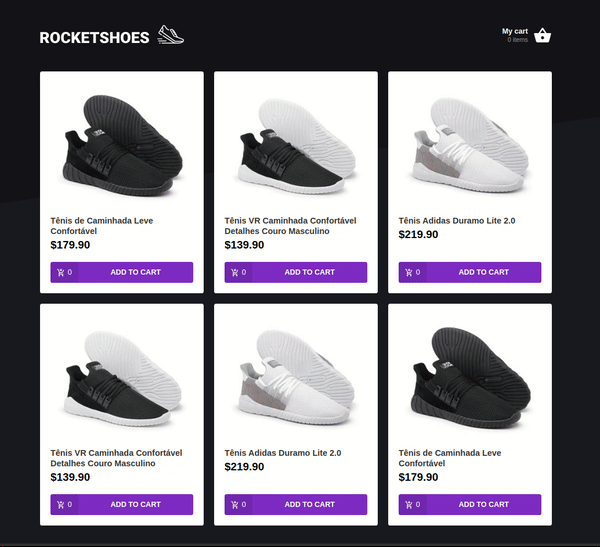 ROCKETSHOES
My cart
0 items
Tênis de Caminhada Leve
Confortável
$179.90
0 ADD TO CART
Tênis VR Caminhada Confortável
Detalhes Couro Masculino
$139.90
0 ADD TO CART
Tênis Adidas Duramo Lite 2.0
$219.90
0 ADD TO CART
Tênis VR Caminhada Confortável
Detalhes Couro Masculino
$139.90
0 ADD TO CART
Tênis Adidas Duramo Lite 2.0
$219.90
0 ADD TO CART
Tênis de Caminhada Leve
Confortável
$179.90
0 ADD TO CART